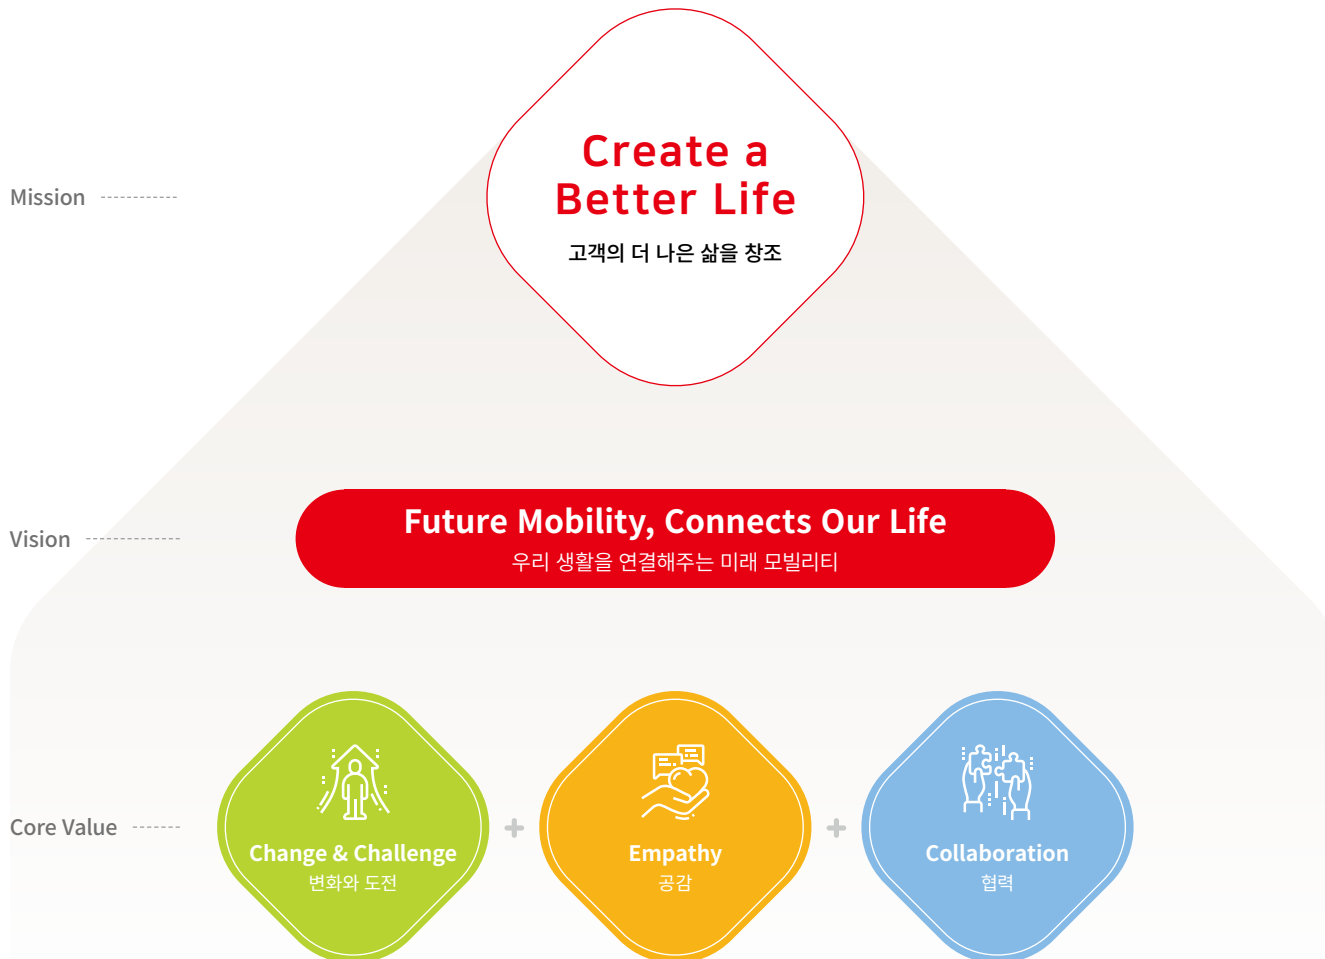 Mission
Create a
Better Life
고객의 더 나은 삶을 창조
Vision
Future Mobility, Connects Our Life
우리 생활을 연결해주는 미래 모빌리티
Core Value
Change & Challenge
변화와 도전
Empathy
공감
Collaboration
협력